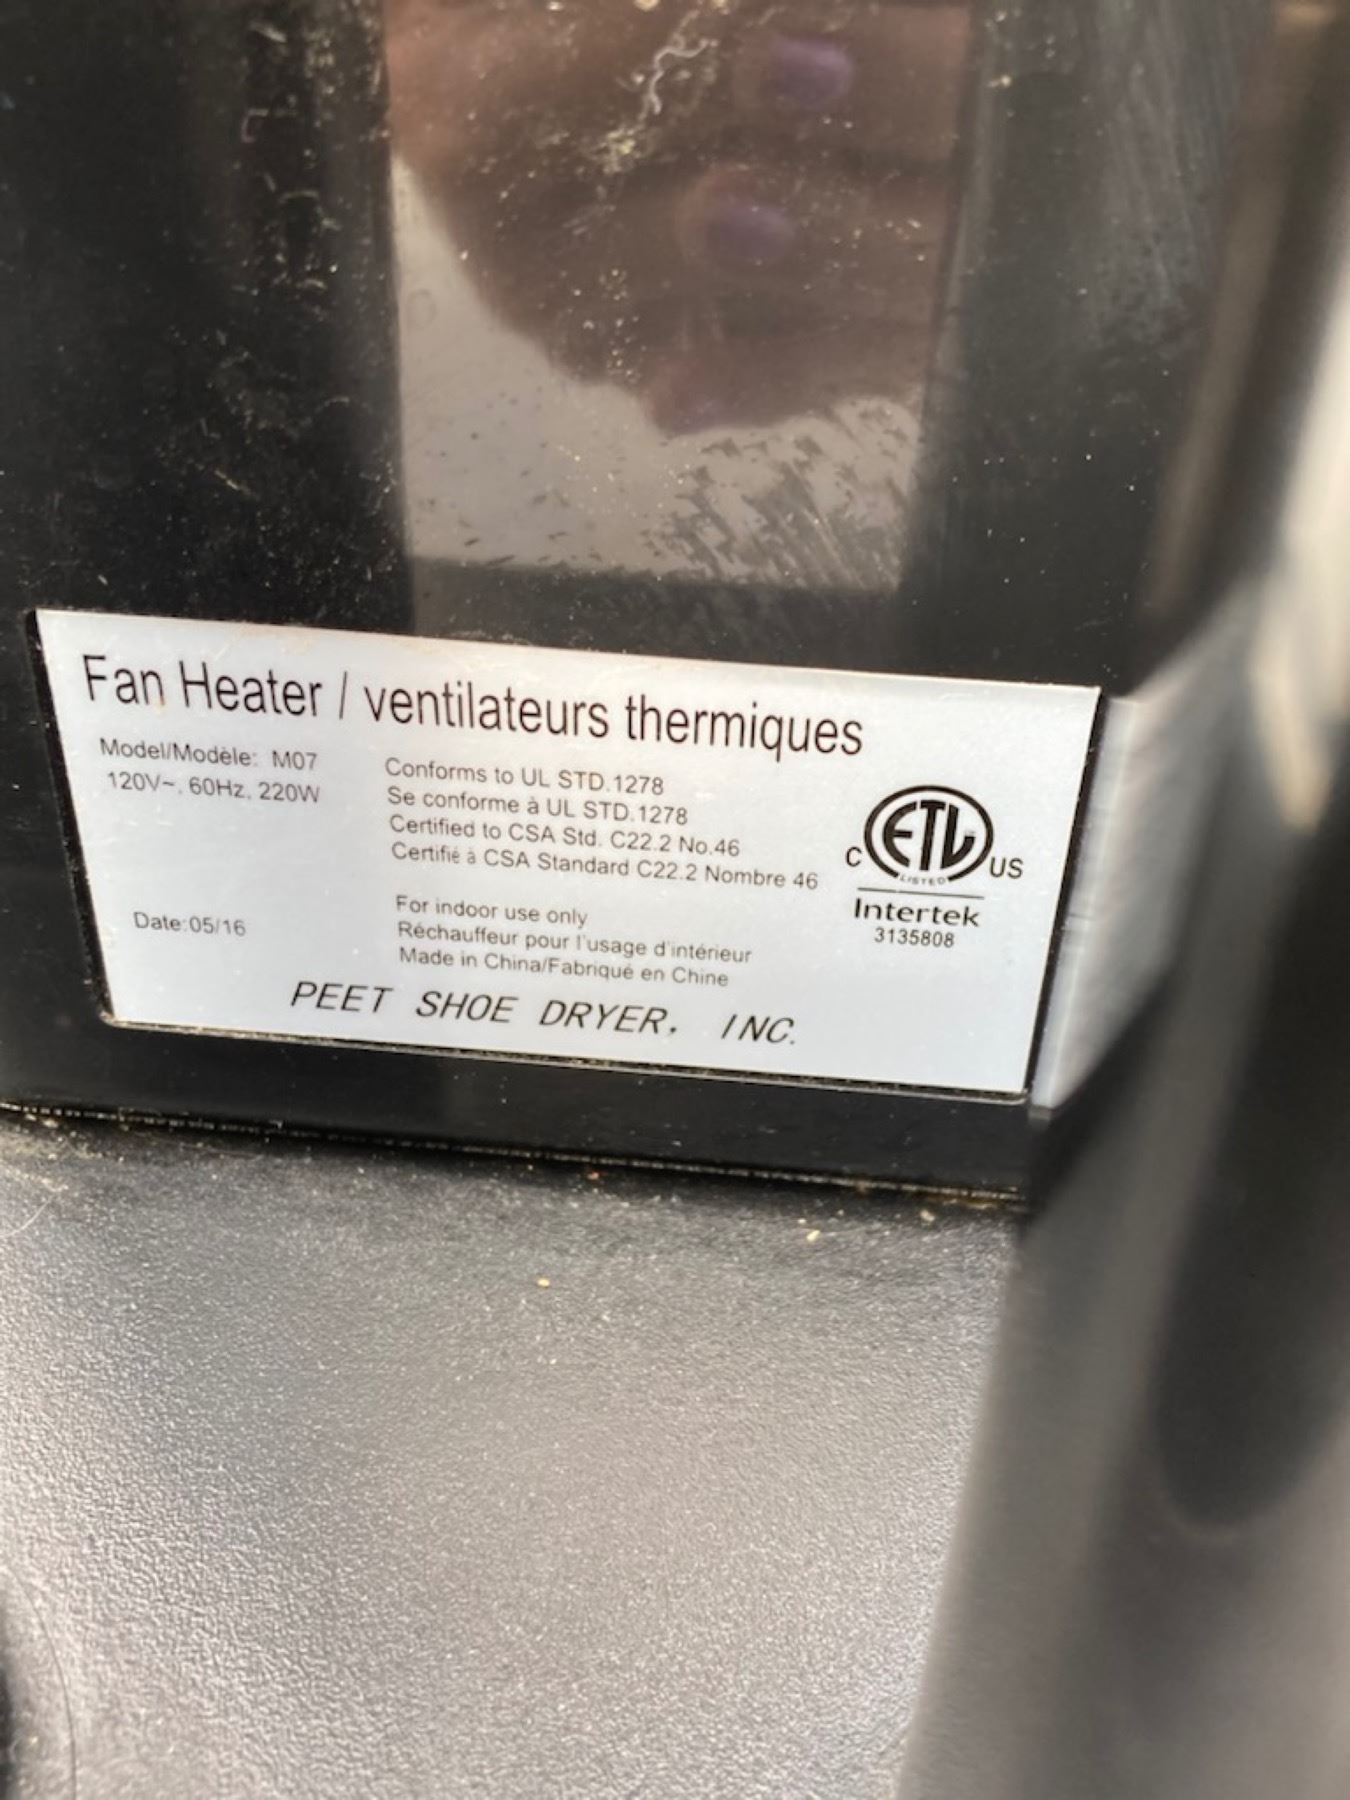 Fan Heater / ventilateurs thermiques
Model/Modèle: M07
120V~, 60Hz, 220W
Date:05/16
Conforms to UL STD.1278
Se conforme à UL STD.1278
Certified to CSA Std. C22.2 No.46
Certifié à CSA Standard C22.2 Nombre 46
For indoor use only
Réchauffeur pour l'usage d'intérieur
Made in China/Fabriqué en Chine
C ETL US
LISTED
Intertek
3135808
PEET SHOE DRYER, INC.